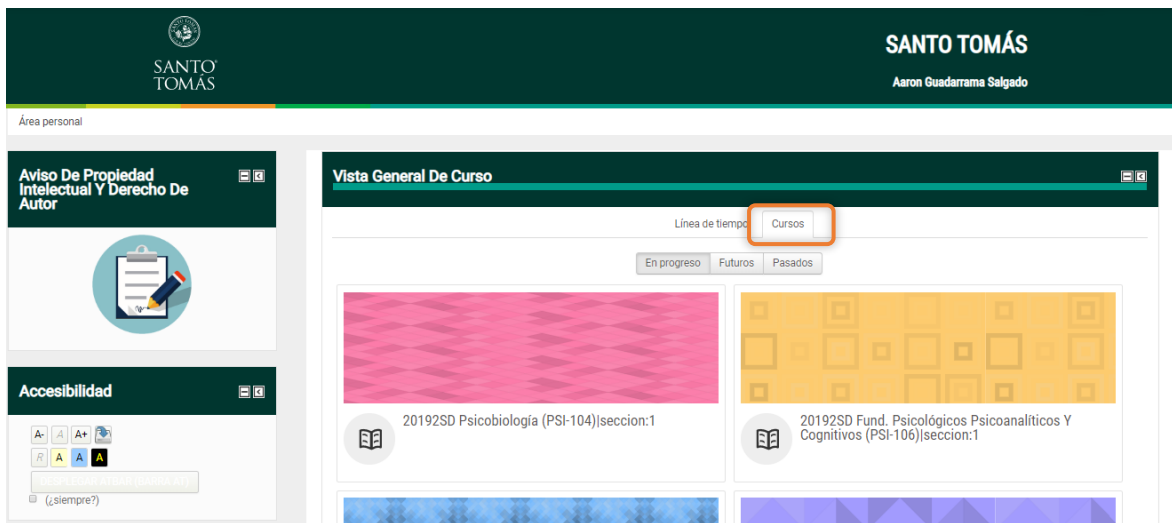 SANTO
TOMÁS
SANTO TOMÁS
Aaron Guadarrama Salgado
Área personal
Aviso De Propiedad
Intelectual Y Derecho De
Autor
Accesibilidad
A- A A+
R A A A
(¿siempre?)
Vista General De Curso
Línea de tiempo Cursos
En progreso Futuros Pasados
20192SD Psicobiología (PSI-104)|seccion:1
20192SD Fund. Psicológicos Psicoanalíticos Y
Cognitivos (PSI-106)|seccion:1